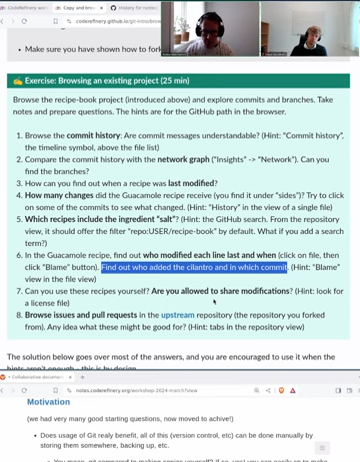 Copy and brow
History for
coderefinery.github.io/git-intro/brow
Make sure you have shown how to fork
✍️ Exercise: Browsing an existing project (25 min)
Browse the recipe-book project (introduced above) and explore commits and branches. Take
notes and prepare questions. The hints are for the GitHub path in the browser.
1. Browse the commit history: Are commit messages understandable? (Hint: "Commit history",
the timeline symbol, above the file list)
2. Compare the commit history with the network graph ("Insights" -> "Network"). Can you
find the branches?
3. How can you find out when a recipe was last modified?
4. How many changes did the Guacamole recipe receive (you find it under "sides")? Try to click
on some of the commits to see what changed. (Hint: "History" in the view of a single file)
5. Which recipes include the ingredient "salt"? (Hint: the GitHub search. From the repository
view, it should offer the filter "repo:USER/recipe-book" by default. What if you add a search
term?)
6. In the Guacamole recipe, find out who modified each line last and when (click on file, then
click "Blame" button). Find out who added the cilantro and in which commit. (Hint: "Blame"
view in the file view)
7. Can you use these recipes yourself? Are you allowed to share modifications? (Hint: look for
a license file)
8. Browse issues and pull requests in the upstream repository (the repository you forked
from). Any idea what these might be good for? (Hint: tabs in the repository view)
The solution below goes over most of the answers, and you are encouraged to use it when the
hints aren't enough - this is by design.
Collaborative document
notes.coderefinery.org/workshop-2024-march?view
Motivation
(we had very many good starting questions, now moved to achive!)
Does usage of Git realy benefit, all of this (version control, etc) can be done manually by
storing them somewhere, backing up, etc.